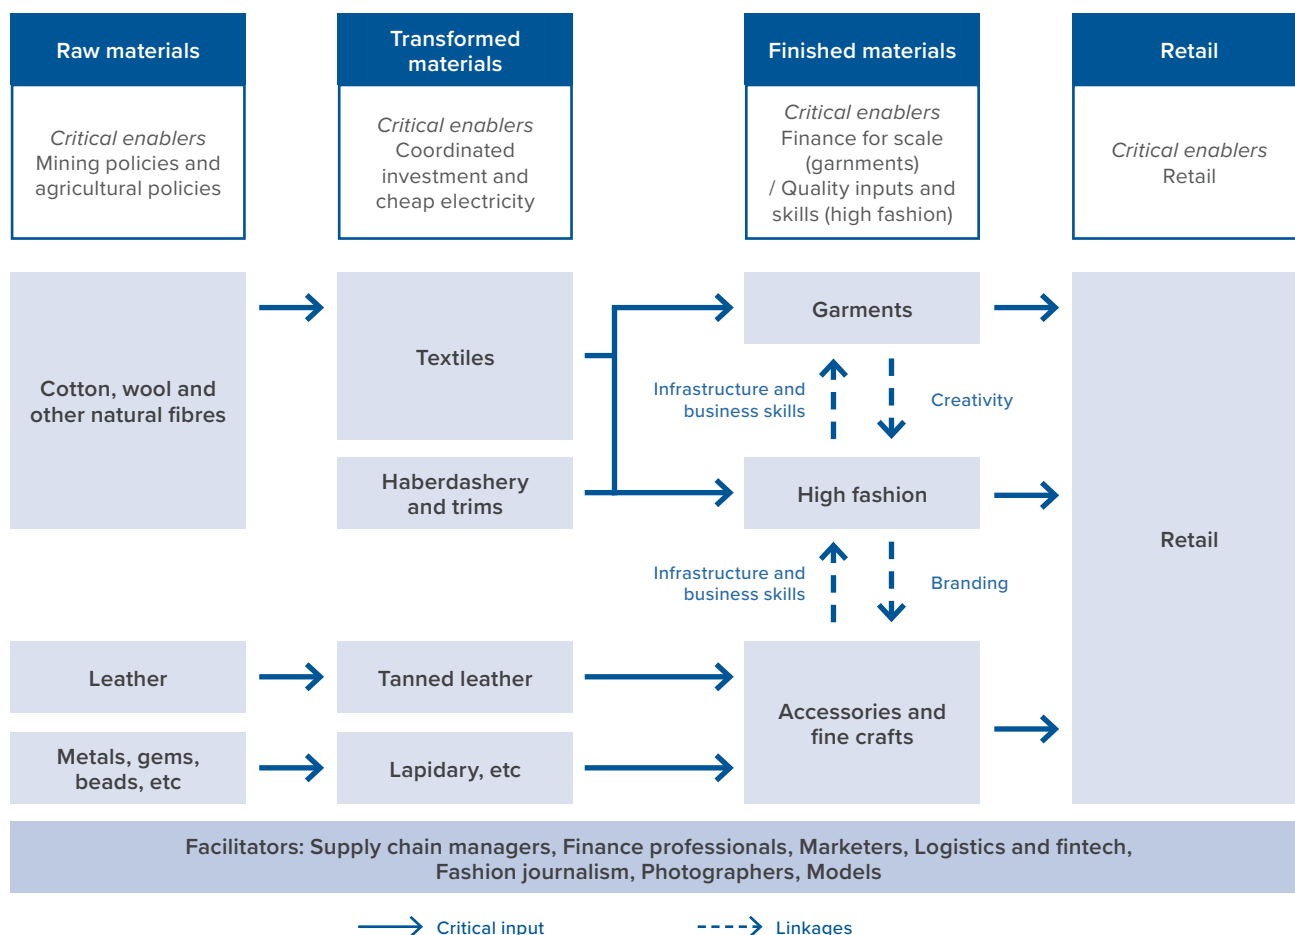 Raw materials
Critical enablers
Mining policies and
agricultural policies
Transformed
materials
Critical enablers
Coordinated
investment and
cheap electricity
Finished materials
Critical enablers
Finance for scale
(garnments)
/ Quality inputs and
skills (high fashion)
Retail
Critical enablers
Retail
Cotton, wool and
other natural fibres
Textiles
Haberdashery
and trims
Garments
Infrastructure and
business skills
Creativity
High fashion
Infrastructure and
business skills
Branding
Retail
Leather
Tanned leather
Accessories and
fine crafts
Metals, gems,
beads, etc
Lapidary, etc
Facilitators: Supply chain managers, Finance professionals, Marketers, Logistics and fintech,
Fashion journalism, Photographers, Models
Critical input
Linkages